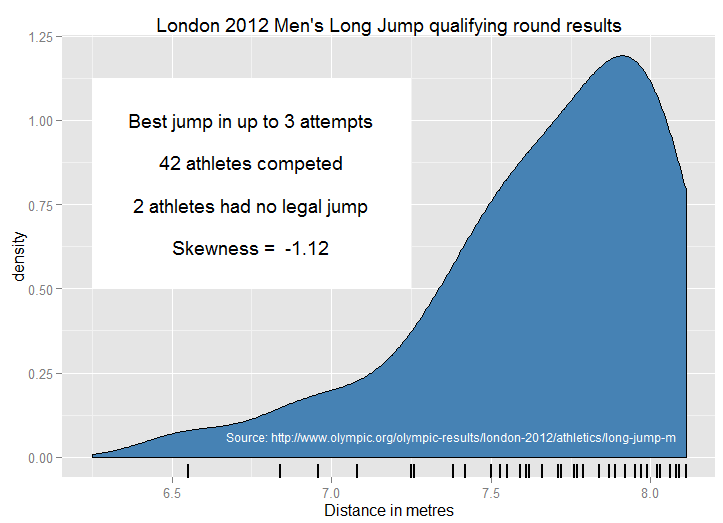 London 2012 Men's Long Jump qualifying round results
1.25
1.00
0.75
0.50
0.25
0.00
density
Best jump in up to 3 attempts
42 athletes competed
2 athletes had no legal jump
Skewness = -1.12
Source: http://www.olympic.org/olympic-results/london-2012/athletics/long-jump-m
6.5 7.0 7.5 8.0
Distance in metres